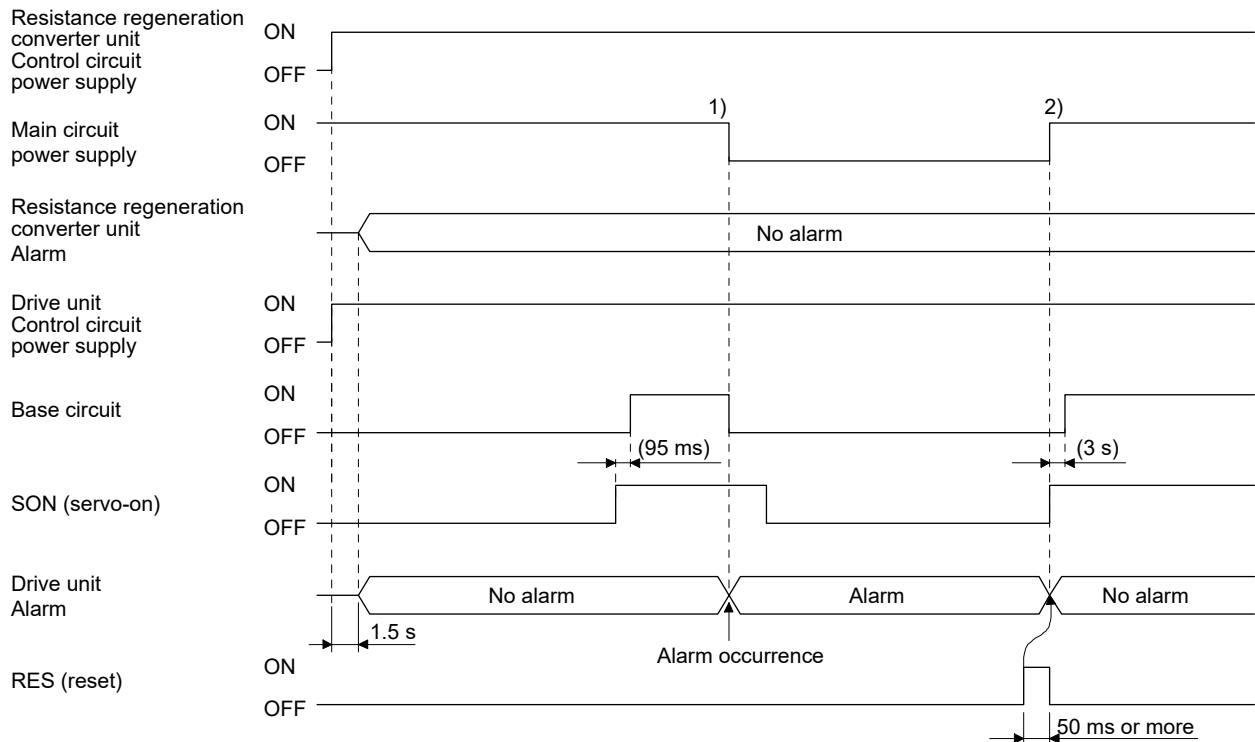 Resistance regeneration
converter unit
Control circuit
power supply
ON
OFF
Main circuit
power supply
ON
OFF
1)
2)
Resistance regeneration
converter unit
Alarm
No alarm
Drive unit
Control circuit
power supply
ON
OFF
Base circuit
ON
OFF
(95 ms)
(3 s)
SON (servo-on)
ON
OFF
Drive unit
Alarm
No alarm
Alarm
No alarm
1.5 s
Alarm occurrence
RES (reset)
ON
OFF
50 ms or more